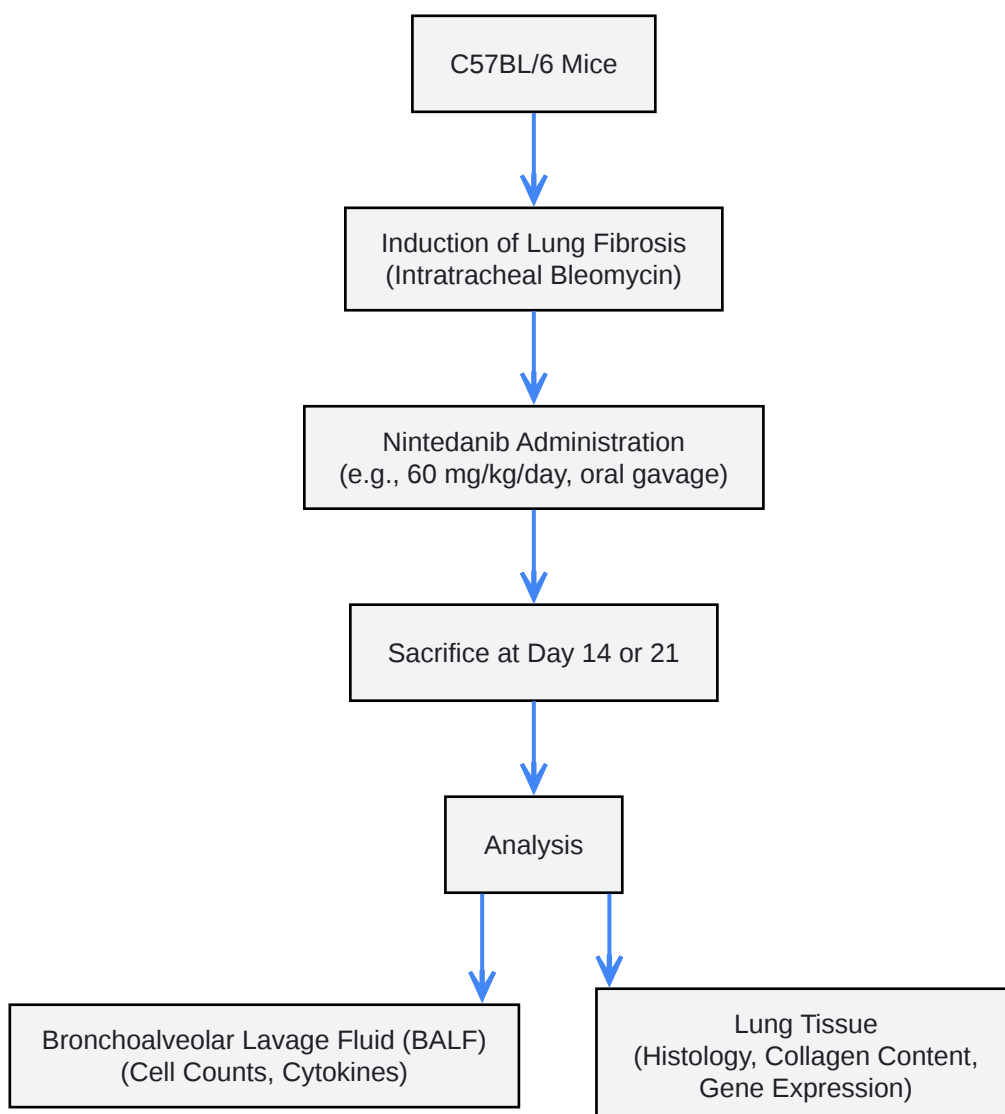 C57BL/6 Mice
Induction of Lung Fibrosis
(Intratracheal Bleomycin)
Nintedanib Administration
(e.g., 60 mg/kg/day, oral gavage)
Sacrifice at Day 14 or 21
Analysis
Bronchoalveolar Lavage Fluid (BALF)
(Cell Counts, Cytokines)
Lung Tissue
(Histology, Collagen Content,
Gene Expression)